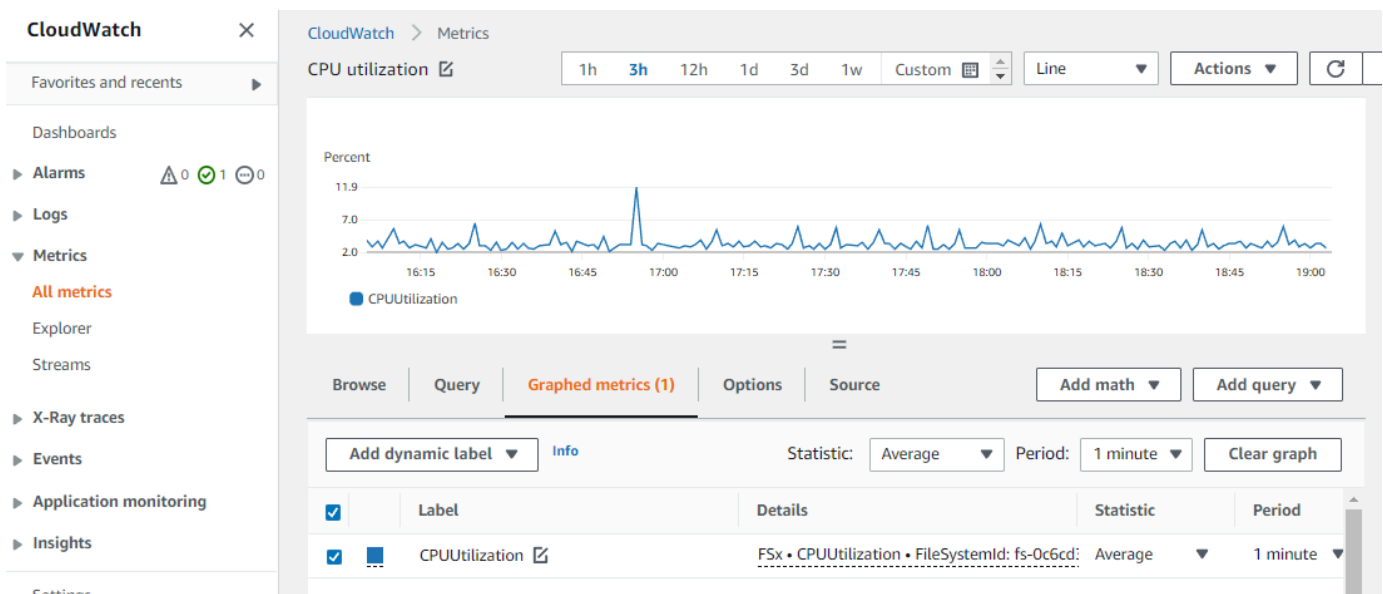 CloudWatch
Favorites and recents
Dashboards
Alarms 0 1 0
Logs
Metrics
All metrics
Explorer
Streams
X-Ray traces
Events
Application monitoring
Insights
Settings
CloudWatch > Metrics
CPU utilization
1h 3h 12h 1d 3d 1w Custom
Line
Actions
Percent
11.9
7.0
2.0
16:15 16:30 16:45 17:00 17:15 17:30 17:45 18:00 18:15 18:30 18:45 19:00
CPUUtilization
Browse Query Graphed metrics (1) Options Source
Add math Add query
Add dynamic label Info Statistic: Average Period: 1 minute Clear graph
Label Details Statistic Period
CPUUtilization FSx • CPUUtilization • FileSystemId: fs-0c6cd Average 1 minute